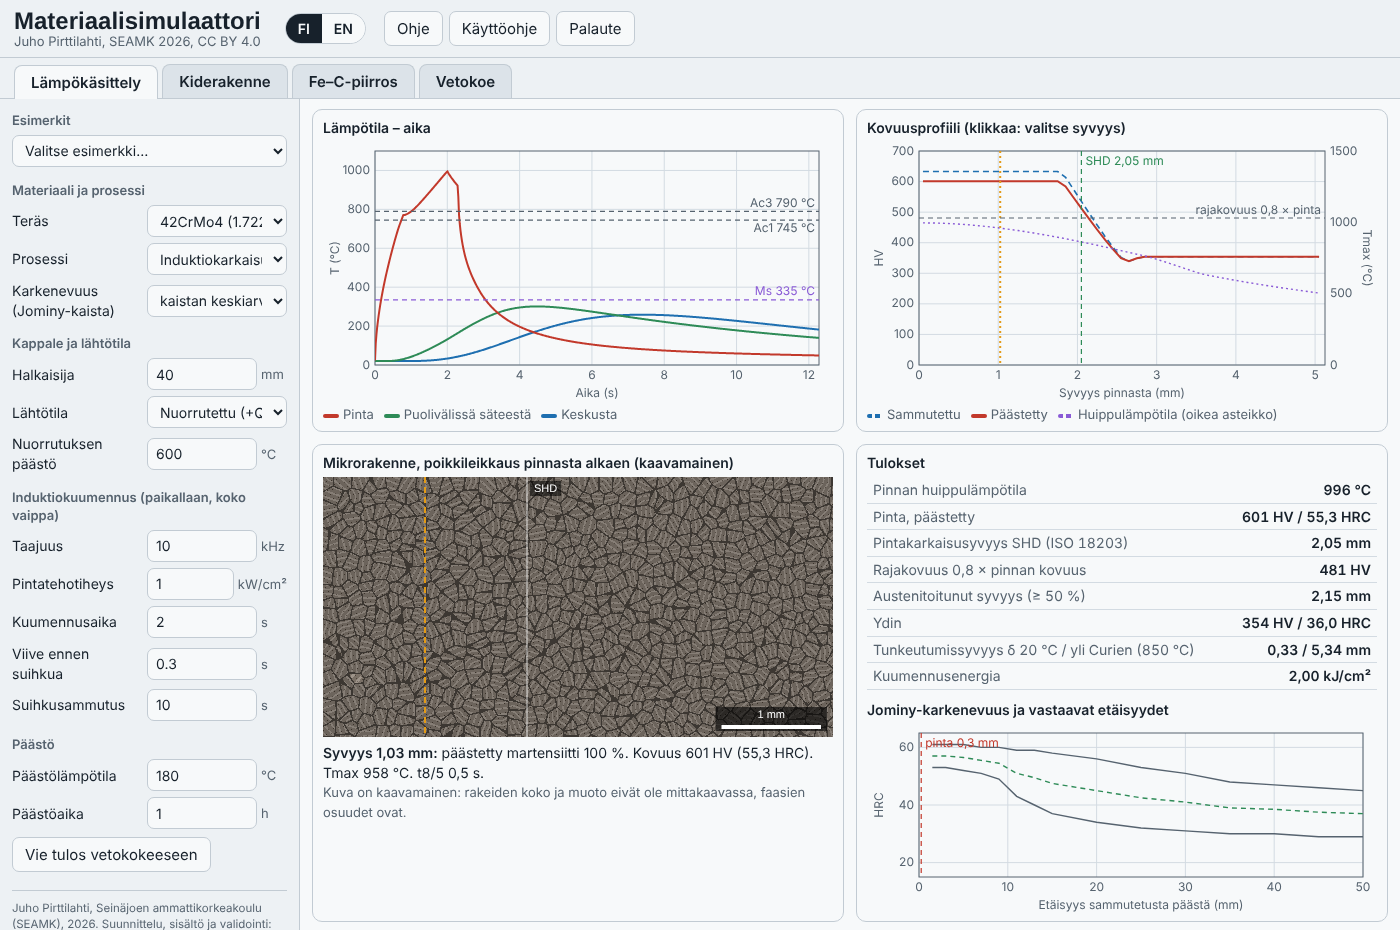 Materiaalisimulaattori
Juho Pirttilahti, SEAMK 2026, CC BY 4.0
FI EN Ohje Käyttöohje Palaute
Lämpökäsittely Kiderakenne Fe–C-piirros Vetokoe
Esimerkit
Valitse esimerkki...
Materiaali ja prosessi
Teräs 42CrMo4 (1.722
Prosessi Induktiokarkaisu
Karkenevuus
(Jominy-kaista) kaistan keskiarv
Kappale ja lähtötila
Halkaisija 40 mm
Lähtötila Nuorrutettu (+Q
Nuorrutuksen
päästö 600 °C
Induktiokuumennus (paikallaan, koko
vaippa)
Taajuus 10 kHz
Pintatehotiheys 1 kW/cm²
Kuumennusaika 2 s
Viive ennen
suihkua 0.3 s
Suihkusammutus 10 s
Päästö
Päästölämpötila 180 °C
Päästöaika 1 h
Vie tulos vetokokeeseen
Juho Pirttilahti, Seinäjoen ammattikorkeakoulu
(SEAMK), 2026. Suunnittelu, sisältö ja validointi:
Lämpötila – aika
1000
800
600
400
200
0
T (°C)
Ac3 790 °C
Ac1 745 °C
Ms 335 °C
0 2 4 6 8 10 12
Aika (s)
Pinta Puolivälissä säteestä Keskusta
Kovuusprofiili (klikkaa: valitse syvyys)
700
600
500
400
300
200
100
0
HV
SHD 2,05 mm
rajakovuus 0,8 × pinta
1500
1000
500
0
Tmax (°C)
0 1 2 3 4 5
Syvyys pinnasta (mm)
Sammutettu Päästetty Huippulämpötila (oikea asteikko)
Mikrorakenne, poikkileikkaus pinnasta alkaen (kaavamainen)
SHD
1 mm
Syvyys 1,03 mm: päästetty martensiitti 100 %. Kovuus 601 HV (55,3 HRC).
Tmax 958 °C. t8/5 0,5 s.
Kuva on kaavamainen: rakeiden koko ja muoto eivät ole mittakaavassa, faasien
osuudet ovat.
Tulokset
Pinnan huippulämpötila 996 °C
Pinta, päästetty 601 HV / 55,3 HRC
Pintakarkaisusyvyys SHD (ISO 18203) 2,05 mm
Rajakovuus 0,8 × pinnan kovuus 481 HV
Austenitoitunut syvyys (≥ 50 %) 2,15 mm
Ydin 354 HV / 36,0 HRC
Tunkeutumissyvyys δ 20 °C / yli Curien (850 °C) 0,33 / 5,34 mm
Kuumennusenergia 2,00 kJ/cm²
Jominy-karkenevuus ja vastaavat etäisyydet
pinta 0,3 mm
60
40
20
HRC
0 10 20 30 40 50
Etäisyys sammutetusta päästä (mm)